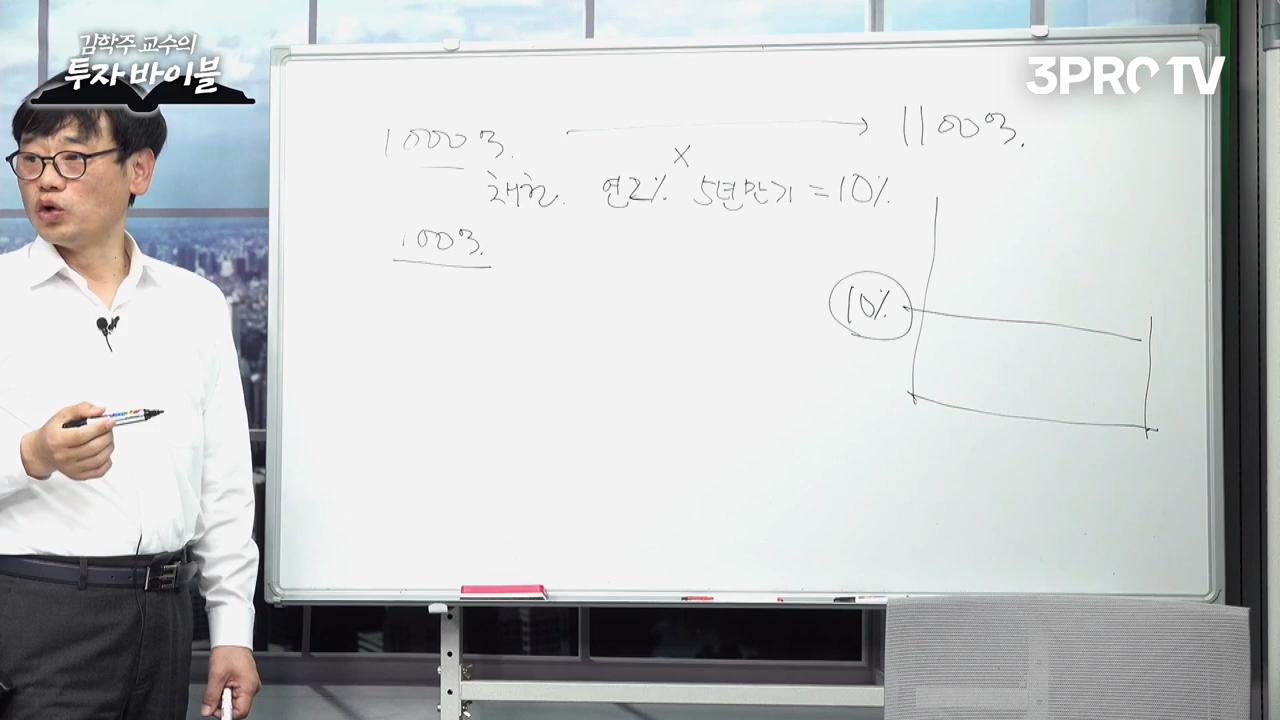 김학주 교수의
투자 바이블
3PRO TV
1000억. → 1100억.
x
채권. 연2% 5년만기 = 10%
100억.
10%